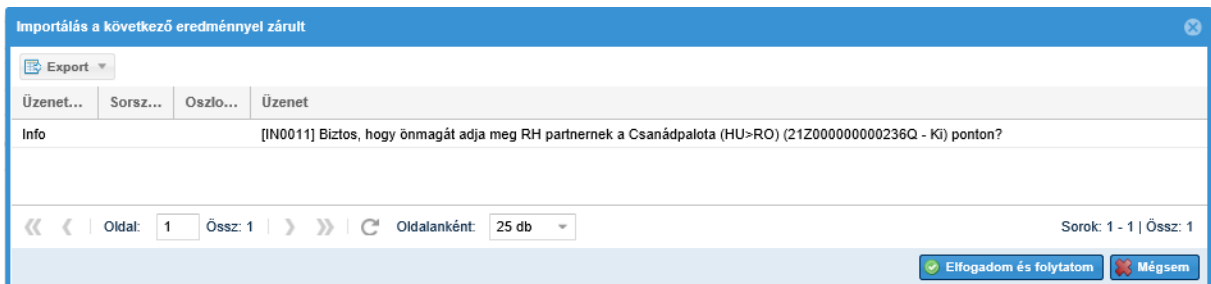 Importálás a következő eredménnyel zárult
Export
Üzenet... Sorsz... Oszlo... Üzenet
Info [IN0011] Biztos, hogy önmagát adja meg RH partnernek a Csanádpalota (HU>RO) (21Z000000000236Q - Ki) ponton?
Oldal: 1 Össz: 1 Oldalanként: 25 db Sorok: 1 - 1 | Össz: 1
Elfogadom és folytatom Mégsem